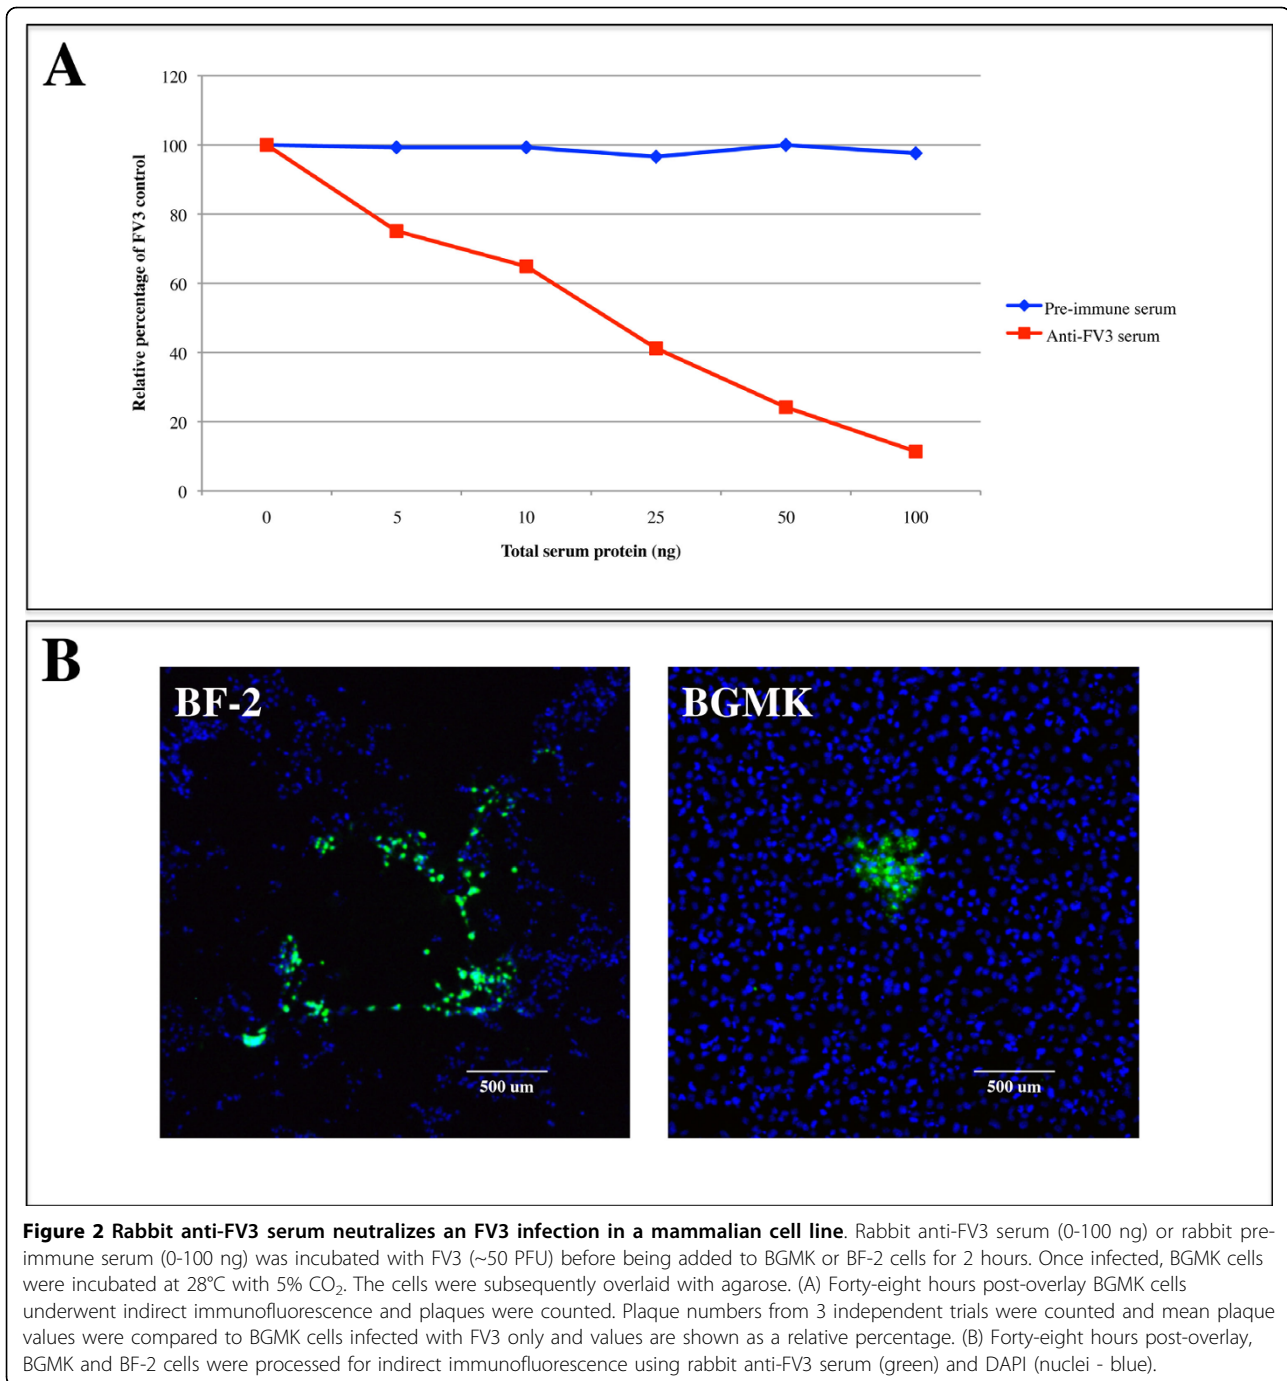 A
120
100
80
60
40
20
0
Relative percentage of FV3 control
0 5 10 25 50 100
Total serum protein (ng)
Pre-immune serum
Anti-FV3 serum
B
BF-2
500 um
BGMK
500 um
Figure 2 Rabbit anti-FV3 serum neutralizes an FV3 infection in a mammalian cell line. Rabbit anti-FV3 serum (0-100 ng) or rabbit pre-
immune serum (0-100 ng) was incubated with FV3 (~50 PFU) before being added to BGMK or BF-2 cells for 2 hours. Once infected, BGMK cells
were incubated at 28°C with 5% CO₂. The cells were subsequently overlaid with agarose. (A) Forty-eight hours post-overlay BGMK cells
underwent indirect immunofluorescence and plaques were counted. Plaque numbers from 3 independent trials were counted and mean plaque
values were compared to BGMK cells infected with FV3 only and values are shown as a relative percentage. (B) Forty-eight hours post-overlay,
BGMK and BF-2 cells were processed for indirect immunofluorescence using rabbit anti-FV3 serum (green) and DAPI (nuclei - blue).